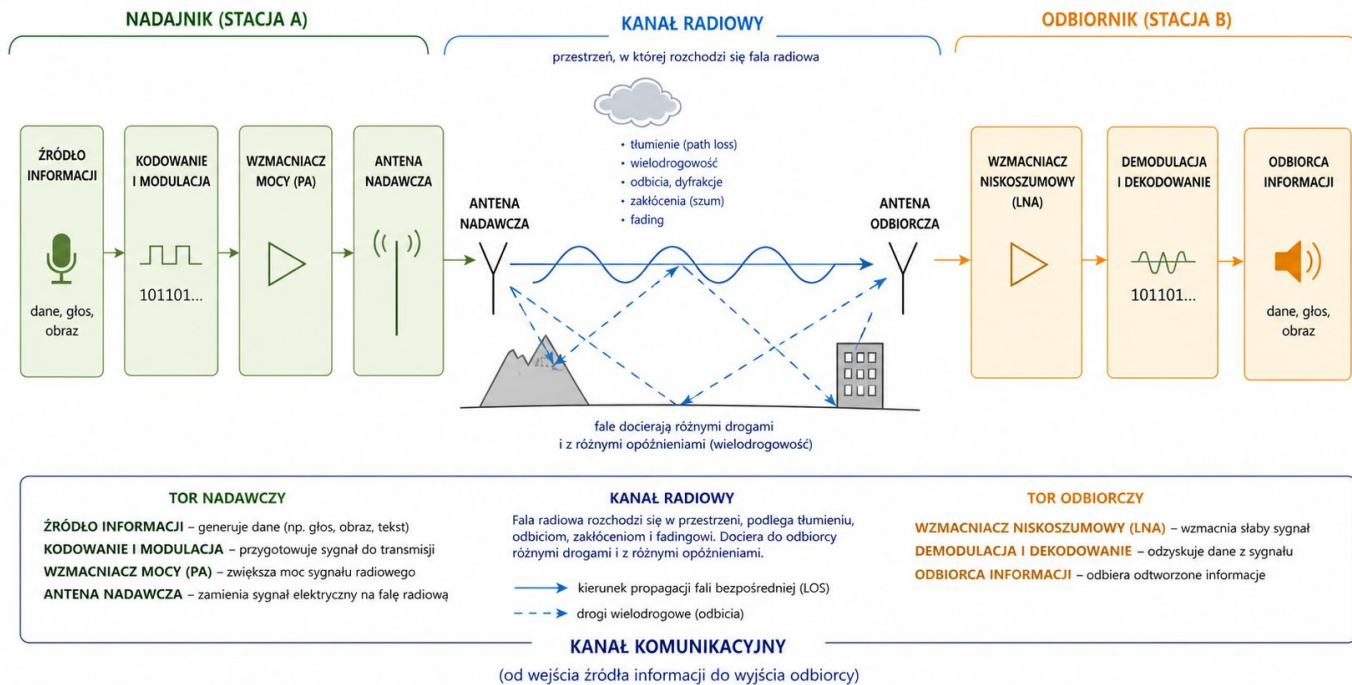 NADAJNIK (STACJA A)
KANAŁ RADIOWY
ODBIORNIK (STACJA B)
przestrzeń, w której rozchodzi się fala radiowa
ŹRÓDŁO
INFORMACJI
dane, głos,
obraz
KODOWANIE
I MODULACJA
101101...
WZMACNIACZ
MOCY (PA)
ANTENA
NADAWCZA
ANTENA
NADAWCZA
• tłumienie (path loss)
• wielodrogowość
• odbicia, dyfrakcje
• zakłócenia (szum)
• fading
ANTENA
ODBIORCZA
fale docierają różnymi drogami
i z różnymi opóźnieniami (wielodrogowość)
WZMACNIACZ
NISKOSZUMOWY
(LNA)
DEMODULACJA
I DEKODOWANIE
101101...
ODBIORCA
INFORMACJI
dane, głos,
obraz
TOR NADAWCZY
ŹRÓDŁO INFORMACJI – generuje dane (np. głos, obraz, tekst)
KODOWANIE I MODULACJA – przygotowuje sygnał do transmisji
WZMACNIACZ MOCY (PA) – zwiększa moc sygnału radiowego
ANTENA NADAWCZA – zamienia sygnał elektryczny na falę radiową
KANAŁ RADIOWY
Fala radiowa rozchodzi się w przestrzeni, podlega tłumieniu,
odbiciom, zakłóceniom i fadingowi. Dociera do odbiorcy
różnymi drogami i z różnymi opóźnieniami.
kierunek propagacji fali bezpośredniej (LOS)
drogi wielodrogowe (odbicia)
TOR ODBIORCZY
WZMACNIACZ NISKOSZUMOWY (LNA) – wzmacnia słaby sygnał
DEMODULACJA I DEKODOWANIE – odzyskuje dane z sygnału
ODBIORCA INFORMACJI – odbiera odtworzone informacje
KANAŁ KOMUNIKACYJNY
(od wejścia źródła informacji do wyjścia odbiorcy)